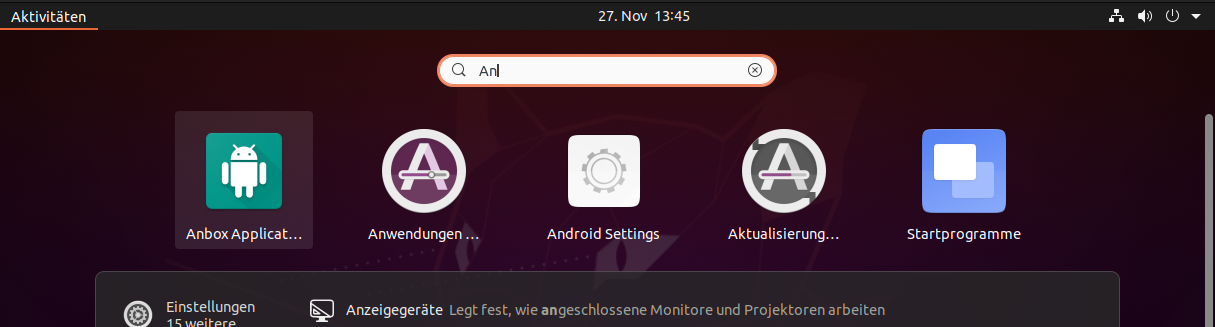 Aktivitäten
27. Nov 13:45
An
Anbox Applicat…
Anwendungen …
Android Settings
Aktualisierung…
Startprogramme
Einstellungen
15 weitere
Anzeigegeräte Legt fest, wie angeschlossene Monitore und Projektoren arbeiten